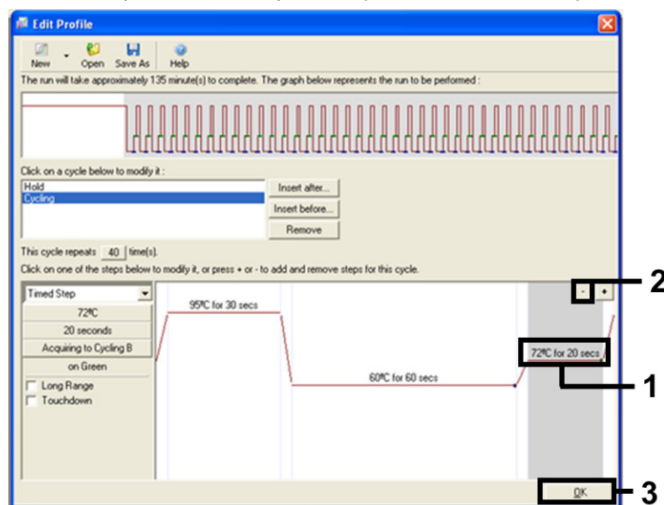 Edit Profile
New Open Save As Help
The run will take approximately 135 minute(s) to complete. The graph below represents the run to be performed :
Click on a cycle below to modify it :
Hold
Cycling
Insert after...
Insert before...
Remove
This cycle repeats 40 time(s).
Click on one of the steps below to modify it, or press + or - to add and remove steps for this cycle.
Timed Step
72ºC
20 seconds
Acquiring to Cycling B
on Green
Long Range
Touchdown
95ºC for 30 secs
60ºC for 60 secs
72ºC for 20 secs
- +
2
1
OK
3